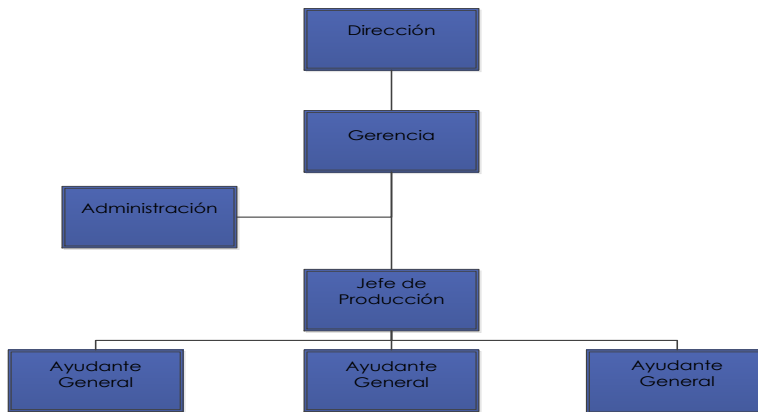 Dirección
Gerencia
Administración
Jefe de
Producción
Ayudante
General
Ayudante
General
Ayudante
General